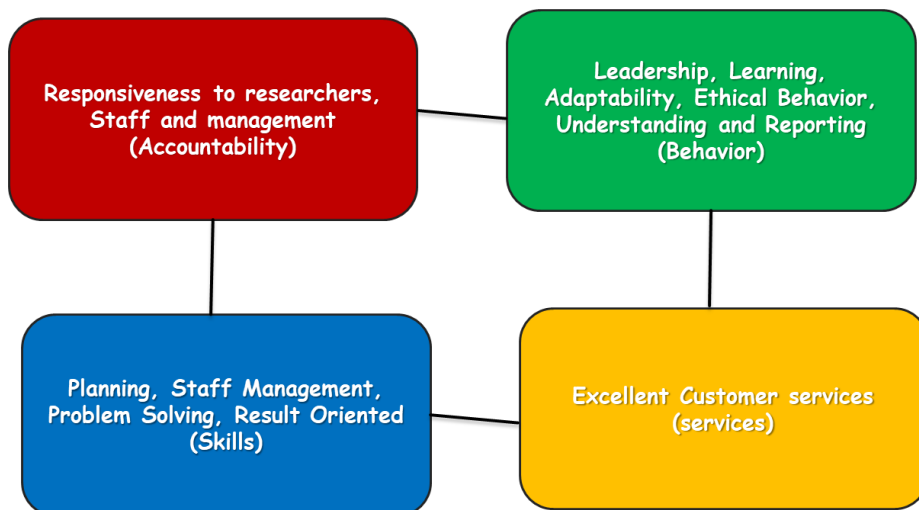 Responsiveness to researchers,
Staff and management
(Accountability)
Leadership, Learning,
Adaptability, Ethical Behavior,
Understanding and Reporting
(Behavior)
Planning, Staff Management,
Problem Solving, Result Oriented
(Skills)
Excellent Customer services
(services)